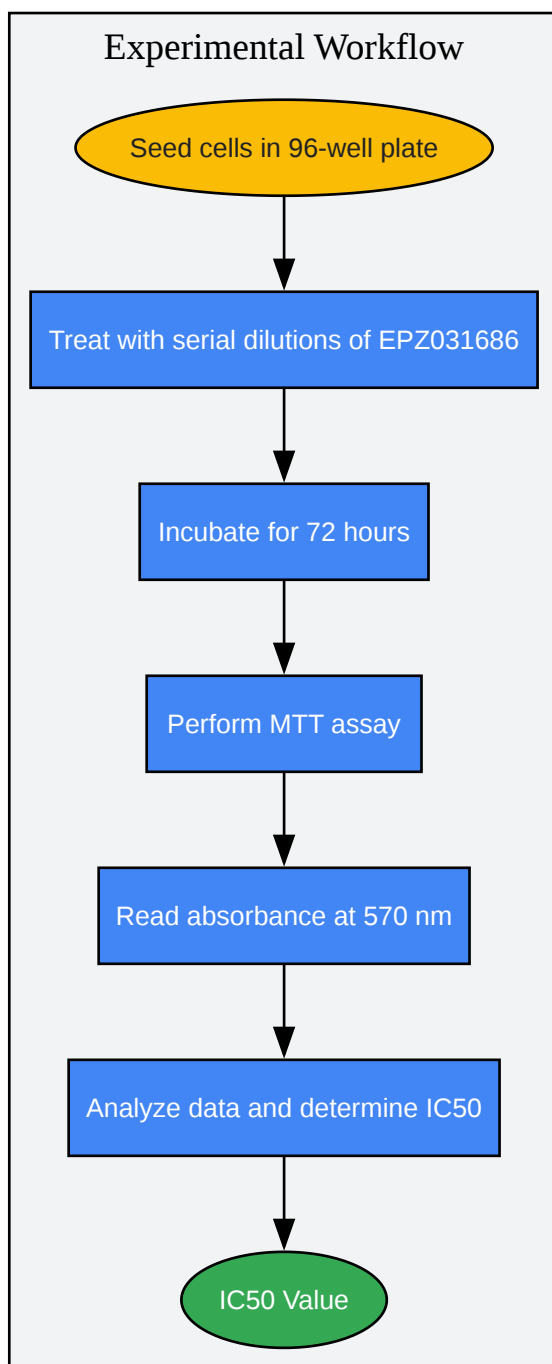 Experimental Workflow
Seed cells in 96-well plate
Treat with serial dilutions of EPZ031686
Incubate for 72 hours
Perform MTT assay
Read absorbance at 570 nm
Analyze data and determine IC50
IC50 Value